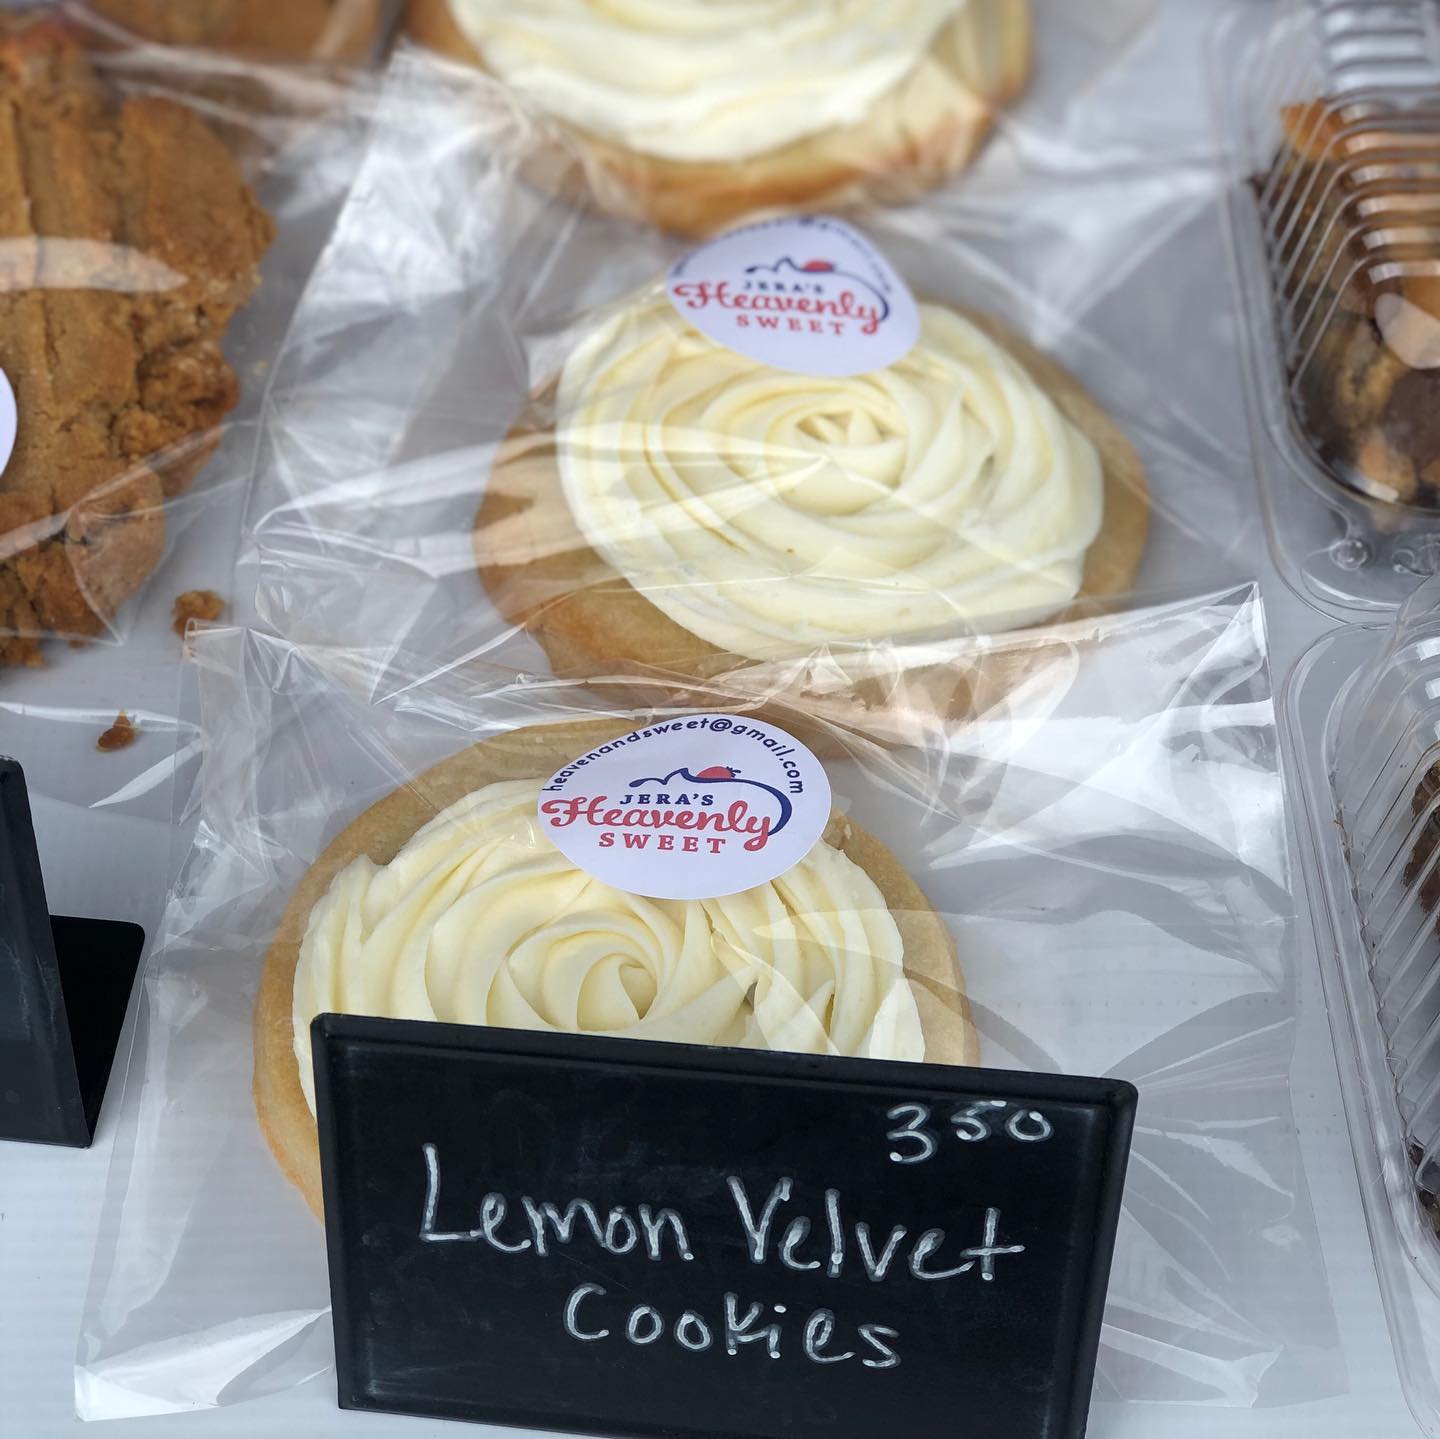 JERA'S
Heavenly
SWEET
heavenandsweet@gmail.com
JERA'S
Heavenly
SWEET
350
Lemon Velvet
Cookies